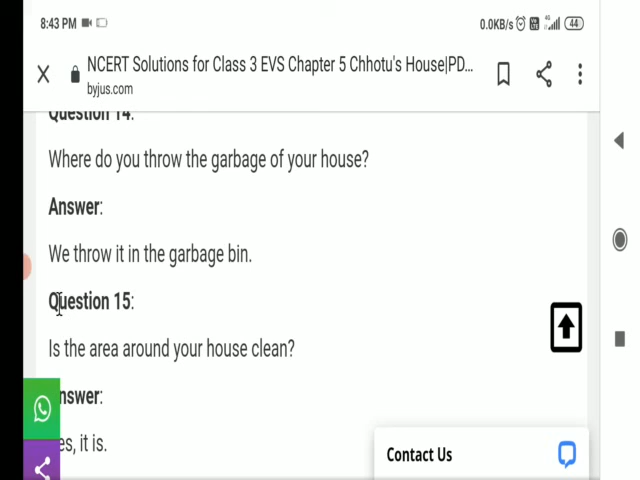 8:43 PM
0.0KB/s
44
NCERT Solutions for Class 3 EVS Chapter 5 Chhotu's House|PD...
byjus.com
Question 14:
Where do you throw the garbage of your house?
Answer:
We throw it in the garbage bin.
Question 15:
Is the area around your house clean?
nswer:
es, it is.
Contact Us